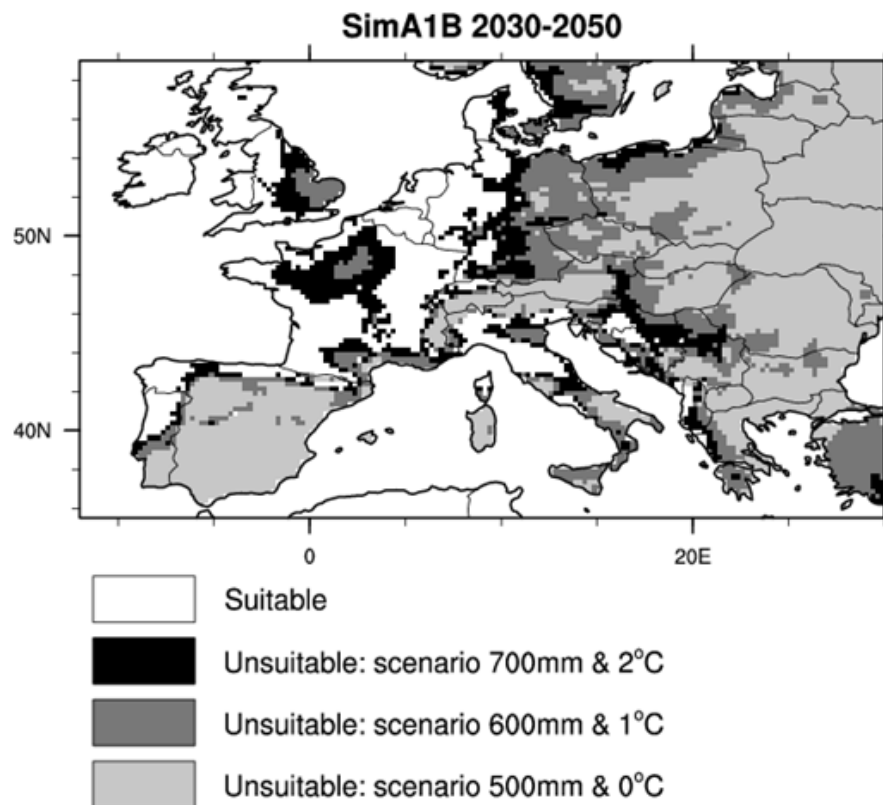 SimA1B 2030-2050
50N
40N
0
20E
Suitable
Unsuitable: scenario 700mm & 2°C
Unsuitable: scenario 600mm & 1°C
Unsuitable: scenario 500mm & 0°C